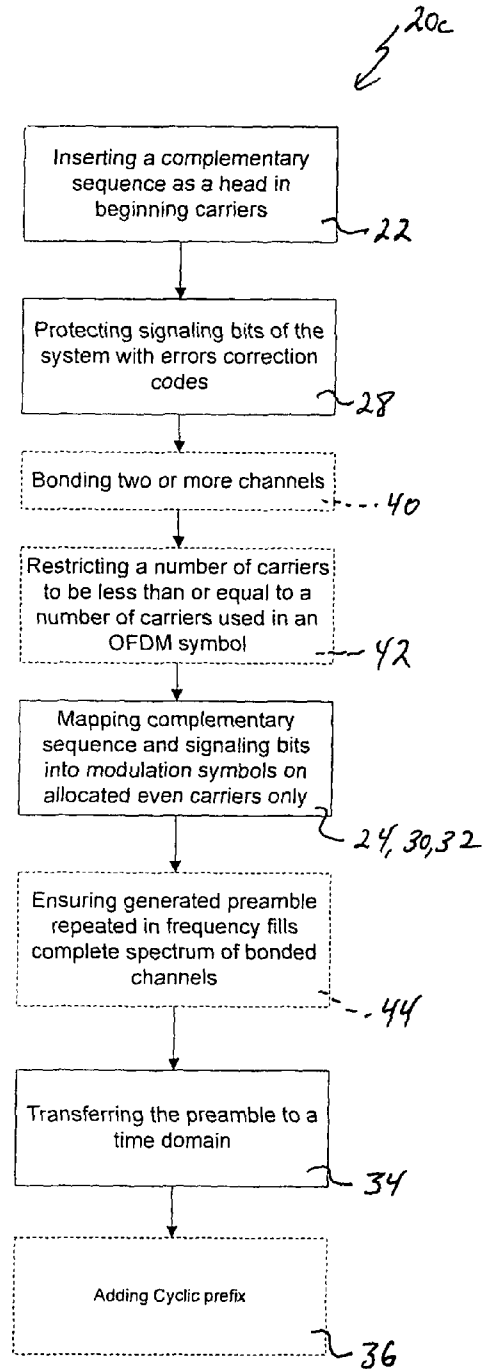 20c
Inserting a complementary
sequence as a head in
beginning carriers
22
Protecting signaling bits of the
system with errors correction
codes
28
Bonding two or more channels
40
Restricting a number of carriers
to be less than or equal to a
number of carriers used in an
OFDM symbol
42
Mapping complementary
sequence and signaling bits
into modulation symbols on
allocated even carriers only
24, 30, 32
Ensuring generated preamble
repeated in frequency fills
complete spectrum of bonded
channels
44
Transferring the preamble to a
time domain
34
Adding Cyclic prefix
36